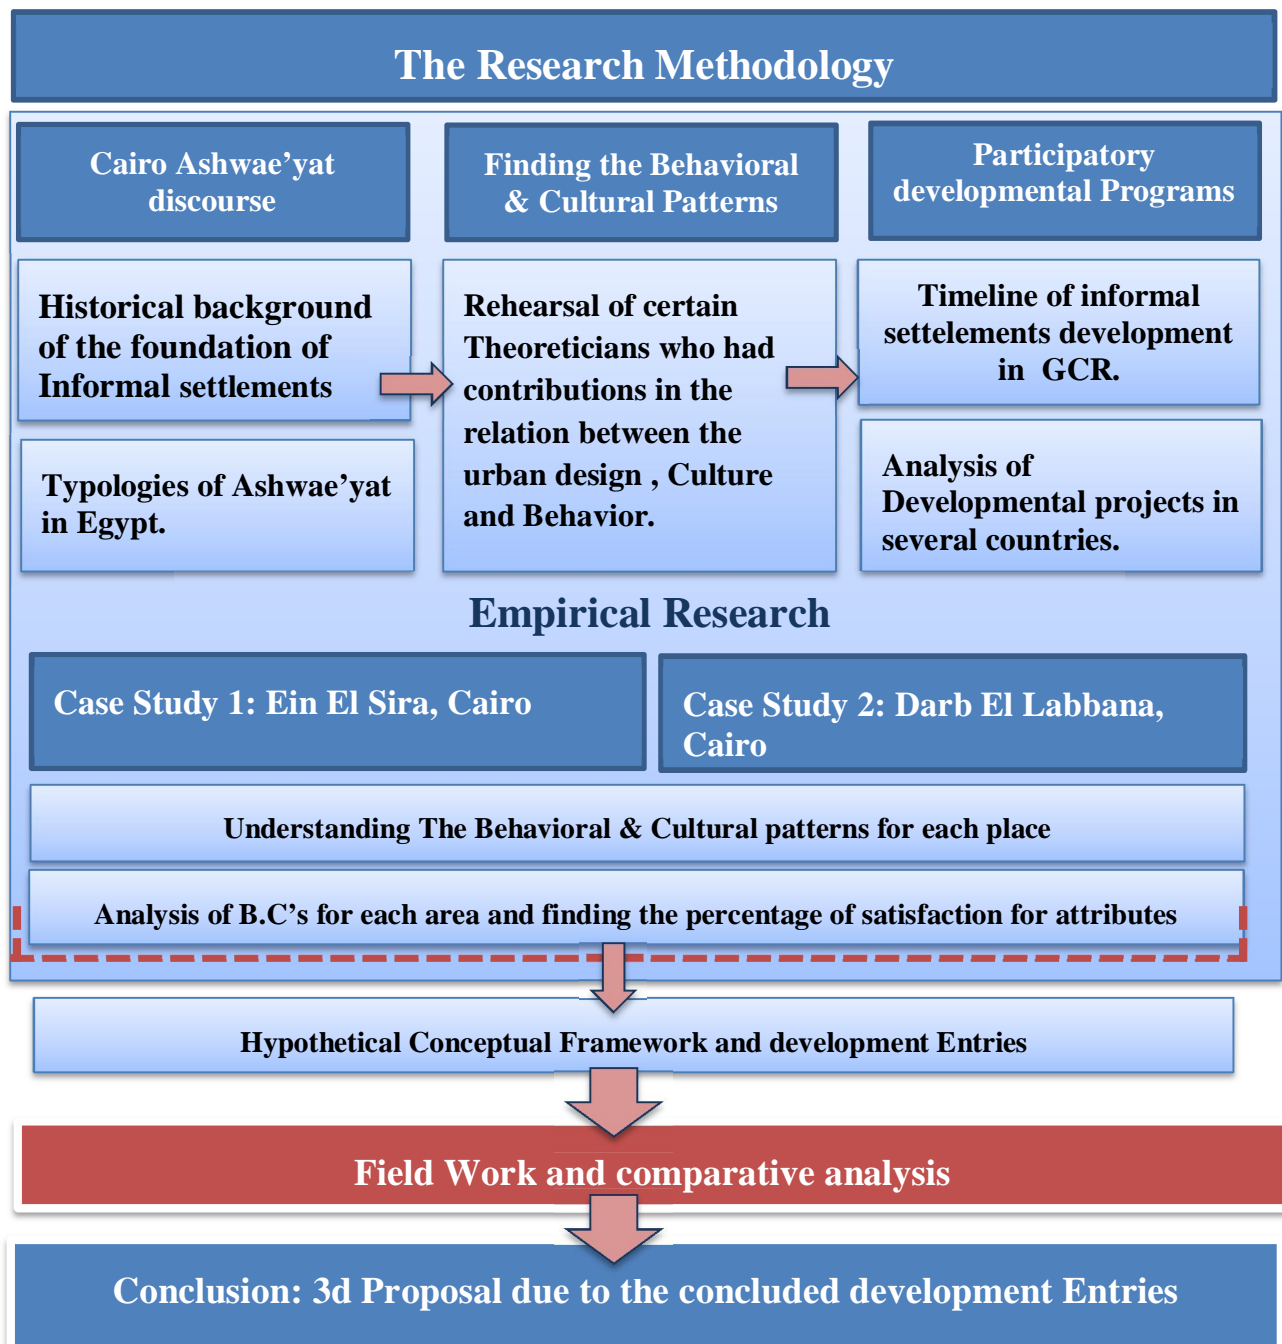 The Research Methodology
Cairo Ashwae’yat
discourse
Finding the Behavioral
& Cultural Patterns
Participatory
developmental Programs
Historical background
of the foundation of
Informal settlements
Typologies of Ashwae’yat
in Egypt.
Rehearsal of certain
Theoreticians who had
contributions in the
relation between the
urban design , Culture
and Behavior.
Timeline of informal
settelements development
in GCR.
Analysis of
Developmental projects in
several countries.
Empirical Research
Case Study 1: Ein El Sira, Cairo
Case Study 2: Darb El Labbana,
Cairo
Understanding The Behavioral & Cultural patterns for each place
Analysis of B.C’s for each area and finding the percentage of satisfaction for attributes
Hypothetical Conceptual Framework and development Entries
Field Work and comparative analysis
Conclusion: 3d Proposal due to the concluded development Entries